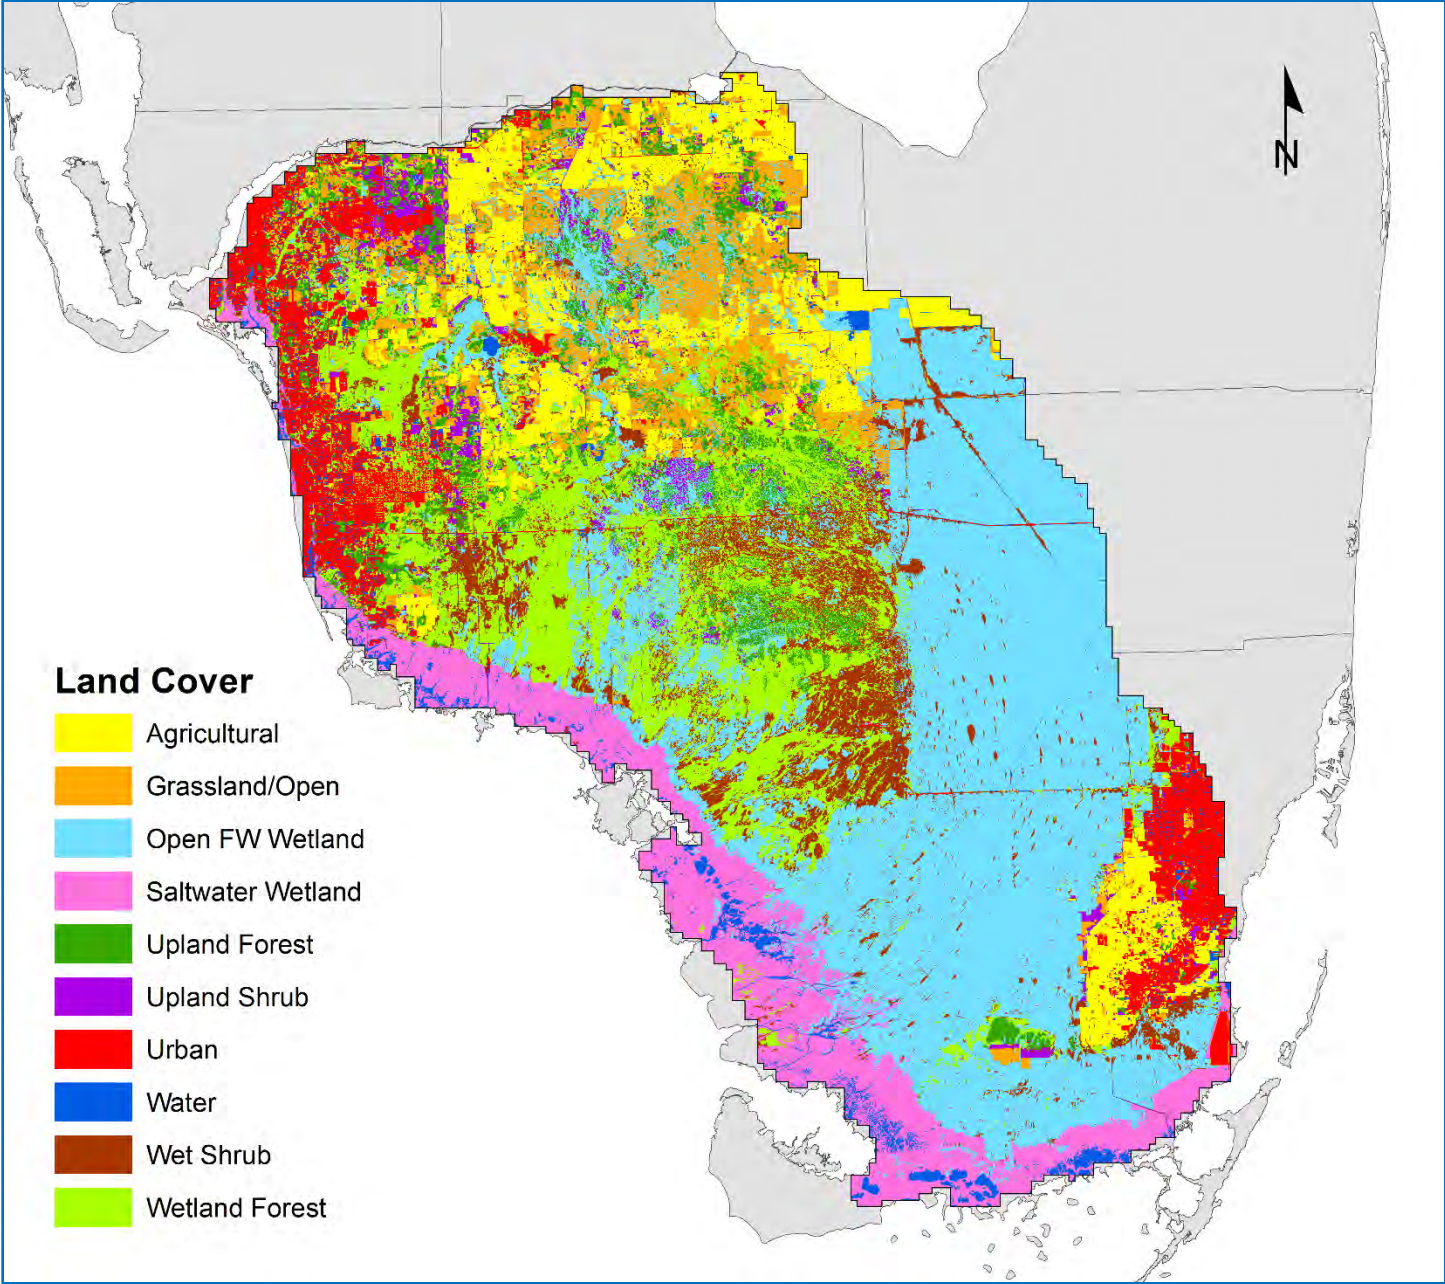 N
Land Cover
Agricultural
Grassland/Open
Open FW Wetland
Saltwater Wetland
Upland Forest
Upland Shrub
Urban
Water
Wet Shrub
Wetland Forest